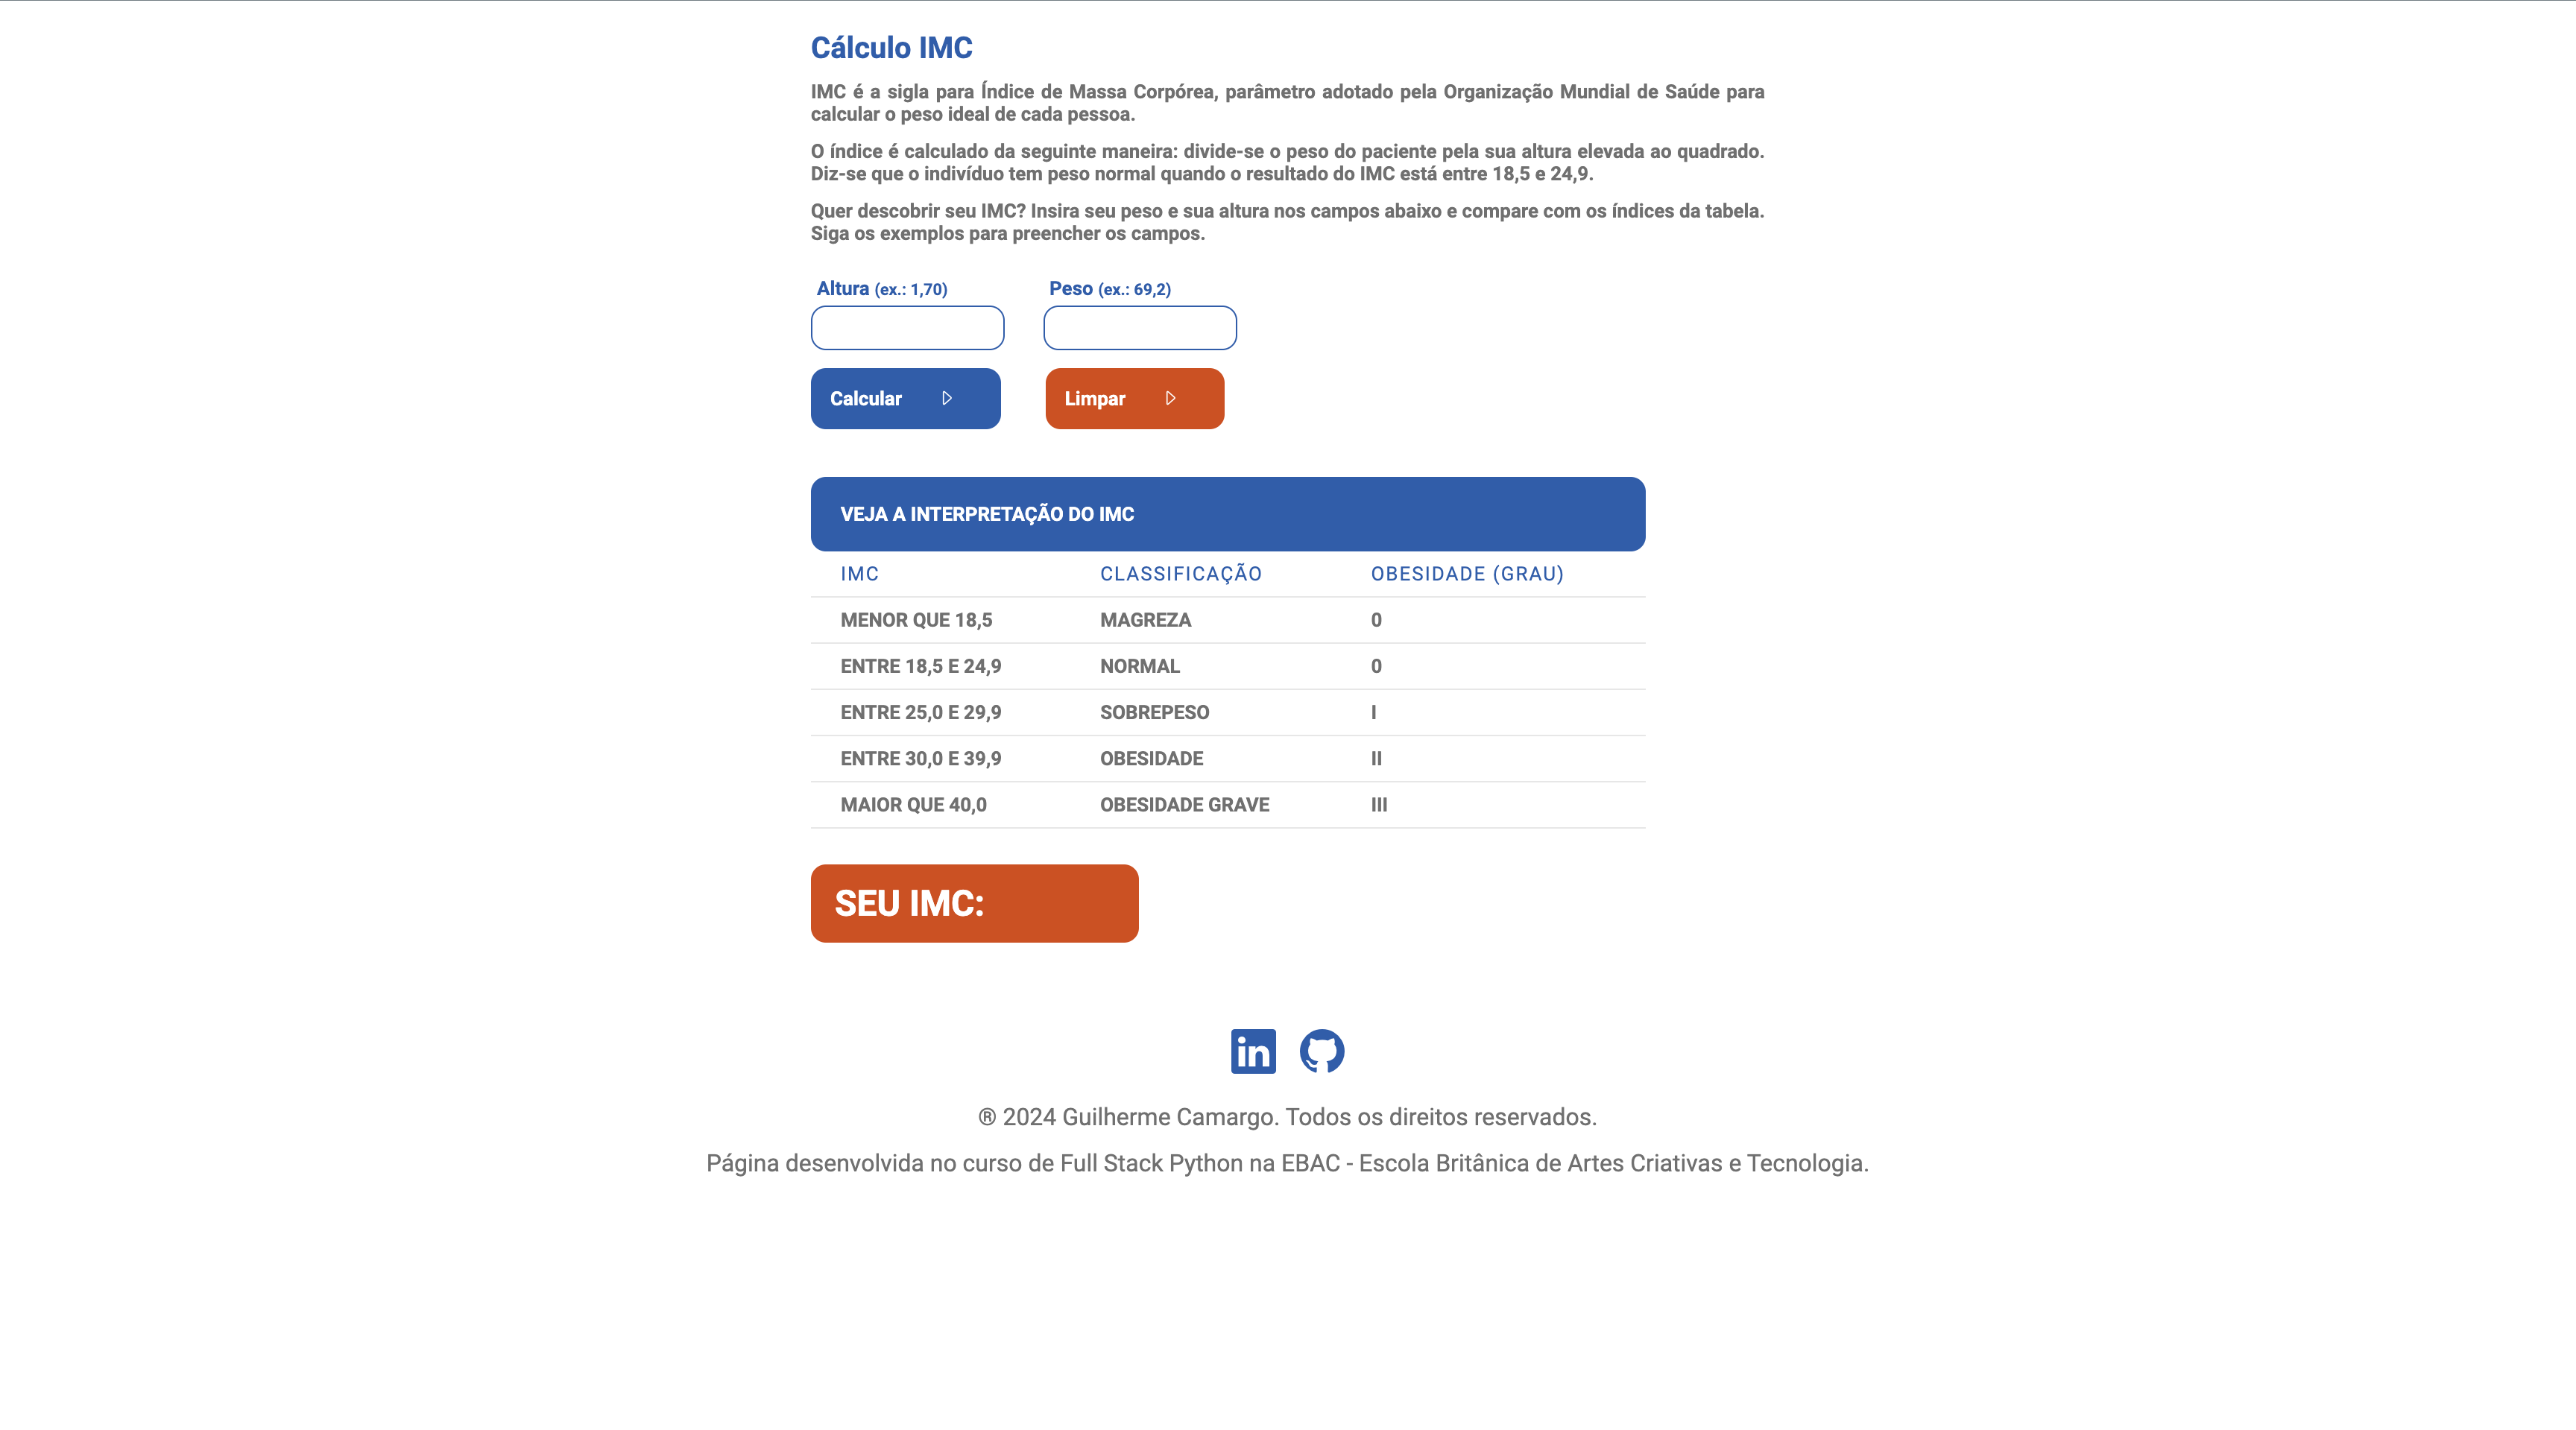 Cálculo IMC
IMC é a sigla para Índice de Massa Corpórea, parâmetro adotado pela Organização Mundial de Saúde para
calcular o peso ideal de cada pessoa.
O índice é calculado da seguinte maneira: divide-se o peso do paciente pela sua altura elevada ao quadrado.
Diz-se que o indivíduo tem peso normal quando o resultado do IMC está entre 18,5 e 24,9.
Quer descobrir seu IMC? Insira seu peso e sua altura nos campos abaixo e compare com os índices da tabela.
Siga os exemplos para preencher os campos.
Altura (ex.: 1,70) Peso (ex.: 69,2)
Calcular Limpar
VEJA A INTERPRETAÇÃO DO IMC
IMC CLASSIFICAÇÃO OBESIDADE (GRAU)
MENOR QUE 18,5 MAGREZA 0
ENTRE 18,5 E 24,9 NORMAL 0
ENTRE 25,0 E 29,9 SOBREPESO I
ENTRE 30,0 E 39,9 OBESIDADE II
MAIOR QUE 40,0 OBESIDADE GRAVE III
SEU IMC:
in
® 2024 Guilherme Camargo. Todos os direitos reservados.
Página desenvolvida no curso de Full Stack Python na EBAC - Escola Britânica de Artes Criativas e Tecnologia.